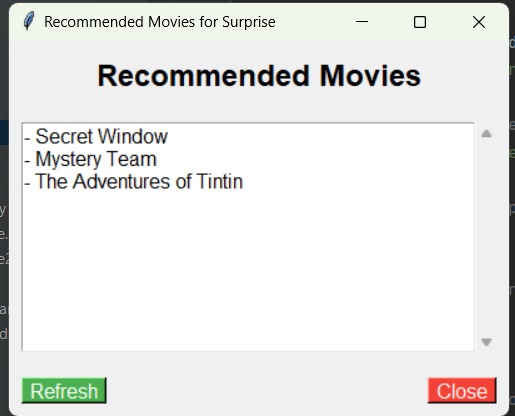 Recommended Movies for Surprise
Recommended Movies
- Secret Window
- Mystery Team
- The Adventures of Tintin
Refresh
Close